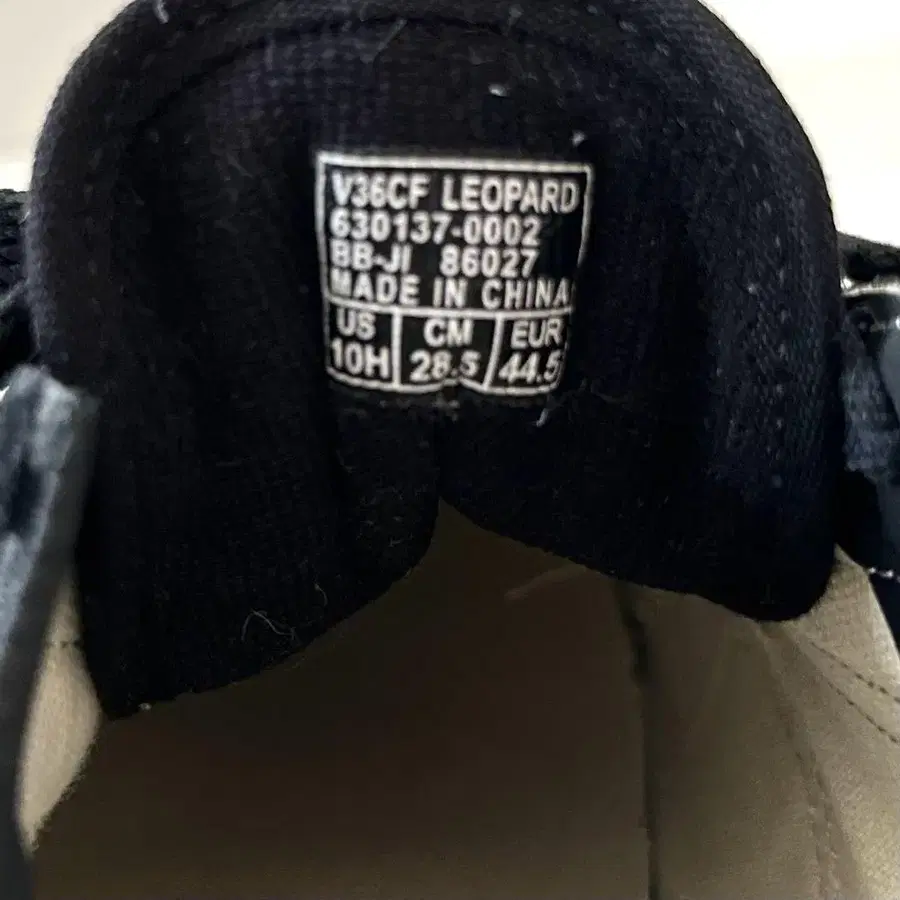 V36CF LEOPARD
630137-0002
BB-JI 86027
MADE IN CHINA
US CM EUR
10H 28.5 44.5